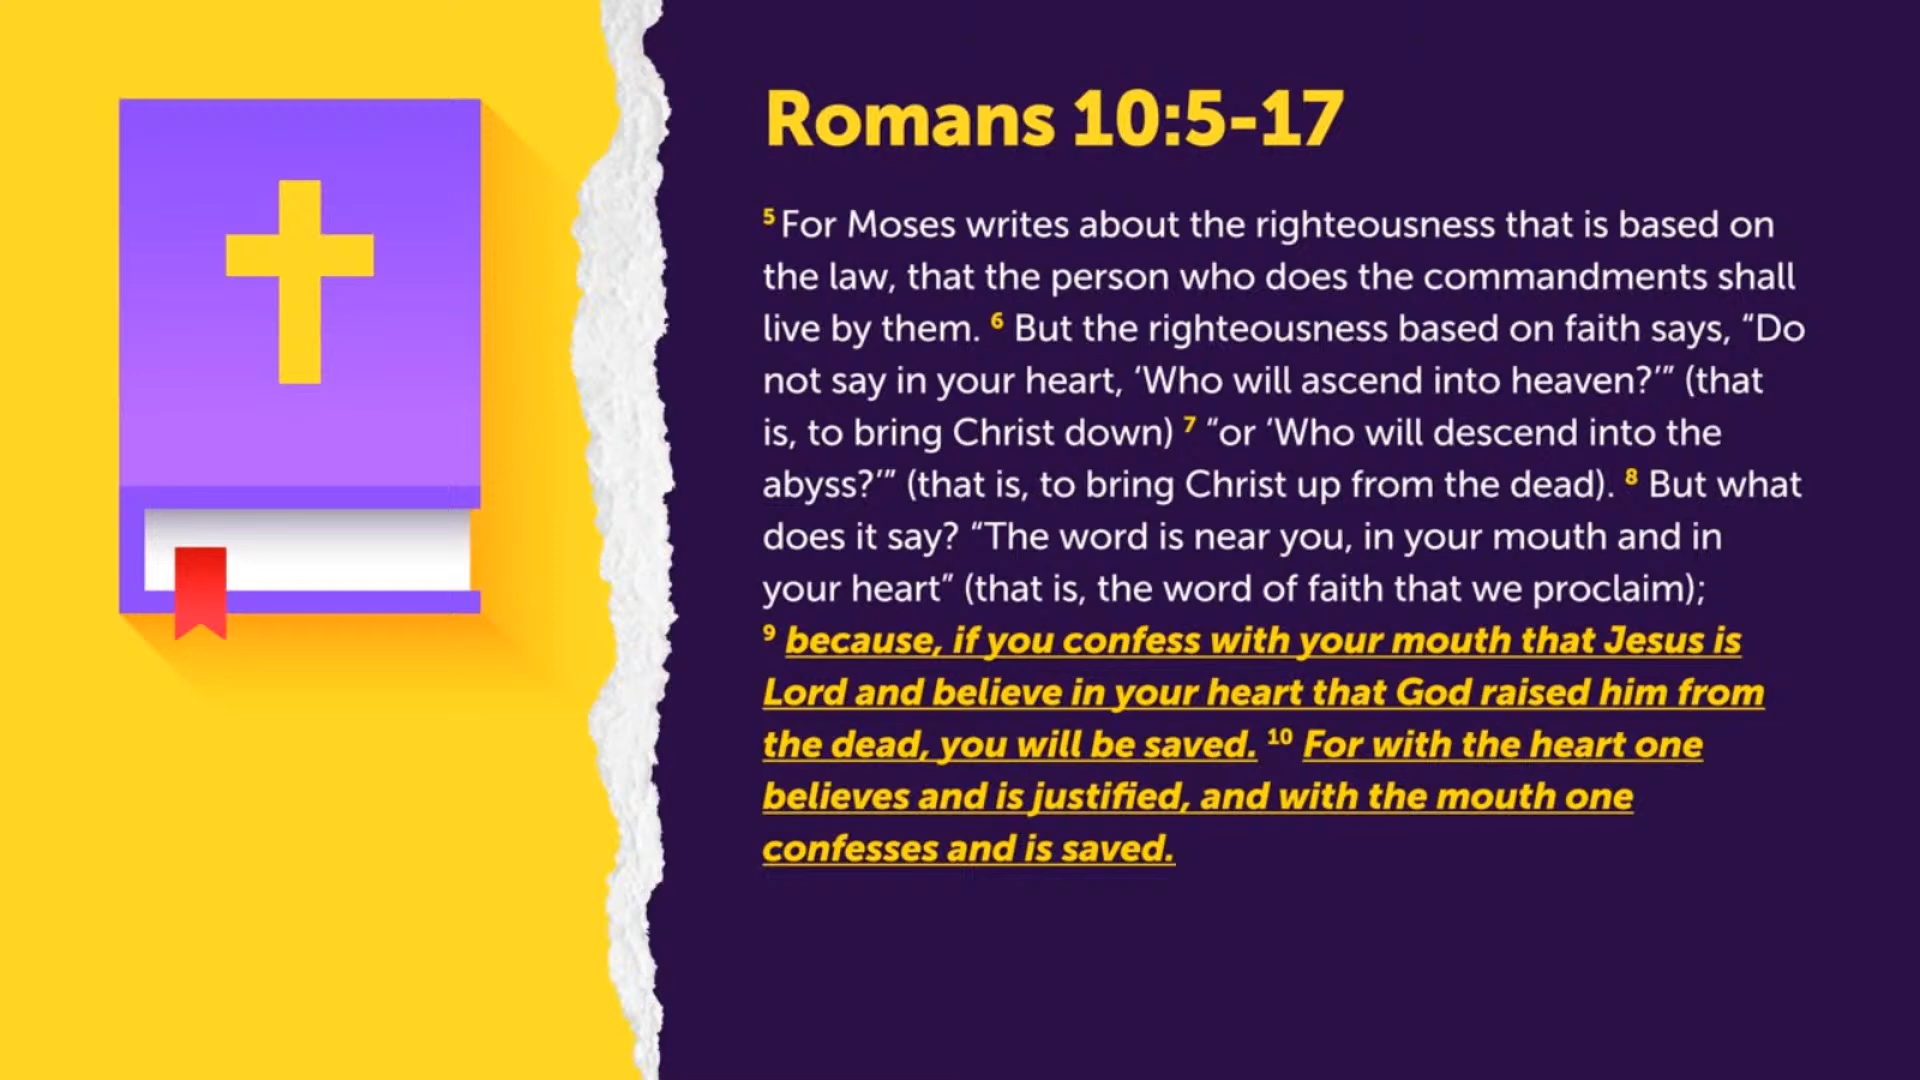 Romans 10:5-17
5 For Moses writes about the righteousness that is based on
the law, that the person who does the commandments shall
live by them. 6 But the righteousness based on faith says, “Do
not say in your heart, ‘Who will ascend into heaven?’” (that
is, to bring Christ down) 7 “or ‘Who will descend into the
abyss?’” (that is, to bring Christ up from the dead). 8 But what
does it say? “The word is near you, in your mouth and in
your heart” (that is, the word of faith that we proclaim);
9 because, if you confess with your mouth that Jesus is
Lord and believe in your heart that God raised him from
the dead, you will be saved. 10 For with the heart one
believes and is justified, and with the mouth one
confesses and is saved.